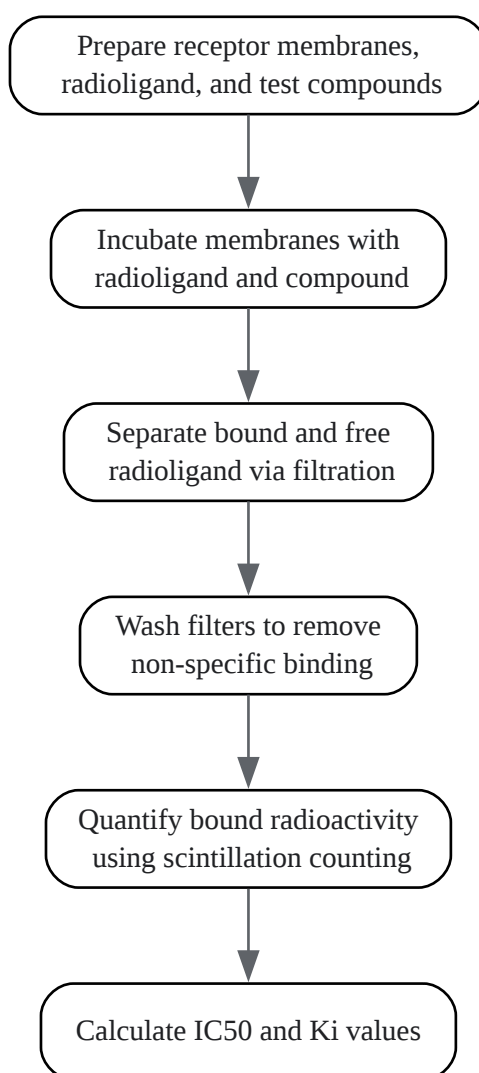 Prepare receptor membranes,
radioligand, and test compounds
Incubate membranes with
radioligand and compound
Separate bound and free
radioligand via filtration
Wash filters to remove
non-specific binding
Quantify bound radioactivity
using scintillation counting
Calculate IC50 and Ki values